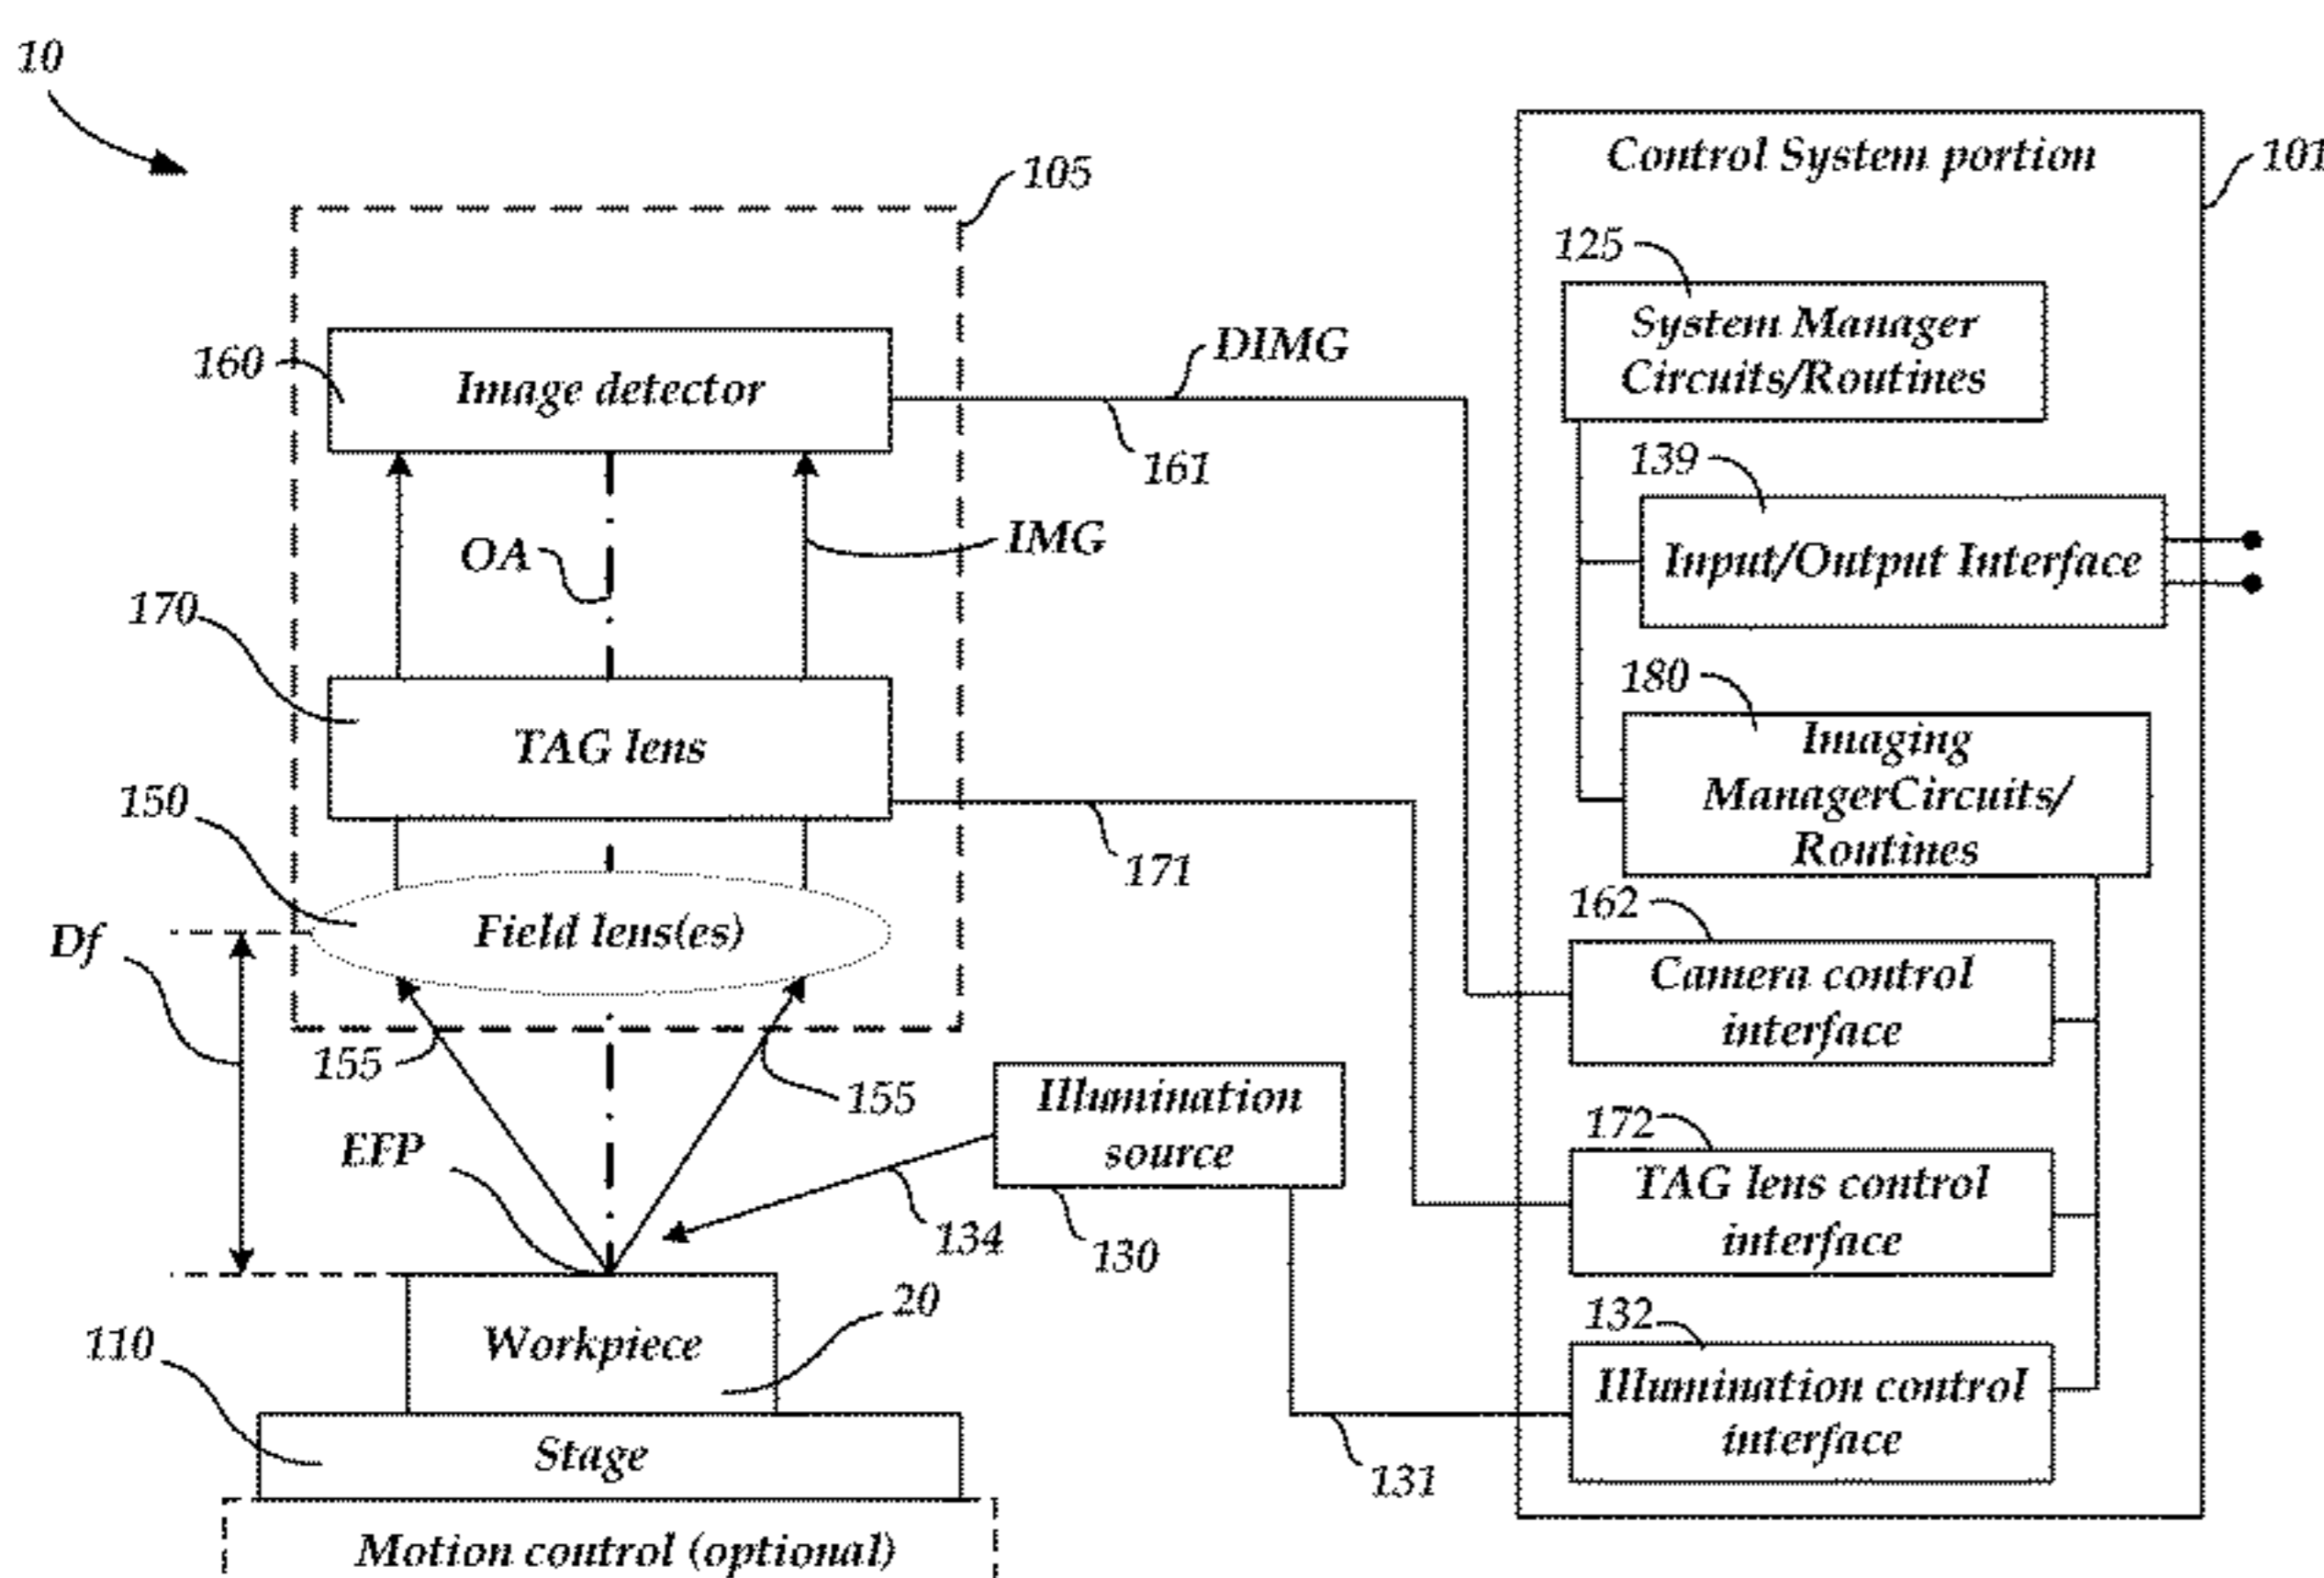 10
105
Control System portion
101
125
System Manager
Circuits/Routines
160
Image detector
DIMG
161
139
Input/Output Interface
OA
IMG
170
TAG lens
180
Imaging
ManagerCircuits/
Routines
150
171
Field lens(es)
Df
162
Camera control
interface
155
155
Illumination
source
EFP
134
130
172
TAG lens control
interface
20
Workpiece
110
132
Illumination control
interface
Stage
131
Motion control (optional)